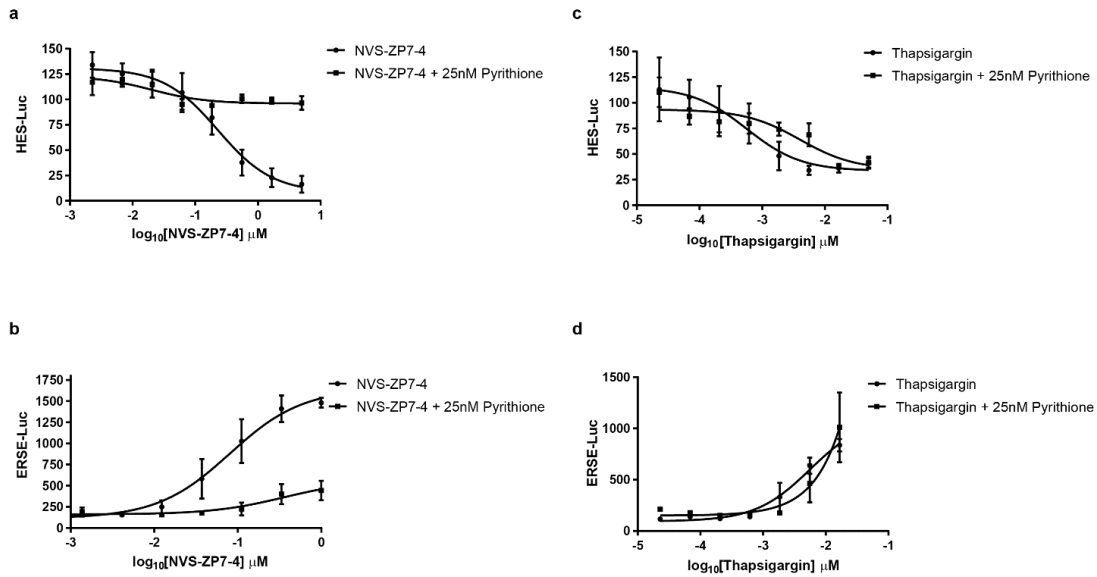 a
NVS-ZP7-4
NVS-ZP7-4 + 25nM Pyrithione
HES-Luc
150
125
100
75
50
25
0
-3 -2 -1 0 1
log10[NVS-ZP7-4] μM
c
Thapsigargin
Thapsigargin + 25nM Pyrithione
HES-Luc
150
125
100
75
50
25
0
-5 -4 -3 -2 -1
log10[Thapsigargin] μM
b
NVS-ZP7-4
NVS-ZP7-4 + 25nM Pyrithione
ERSE-Luc
1750
1500
1250
1000
750
500
250
0
-3 -2 -1 0
log10[NVS-ZP7-4] μM
d
Thapsigargin
Thapsigargin + 25nM Pyrithione
ERSE-Luc
1500
1000
500
0
-5 -4 -3 -2 -1
log10[Thapsigargin] μM